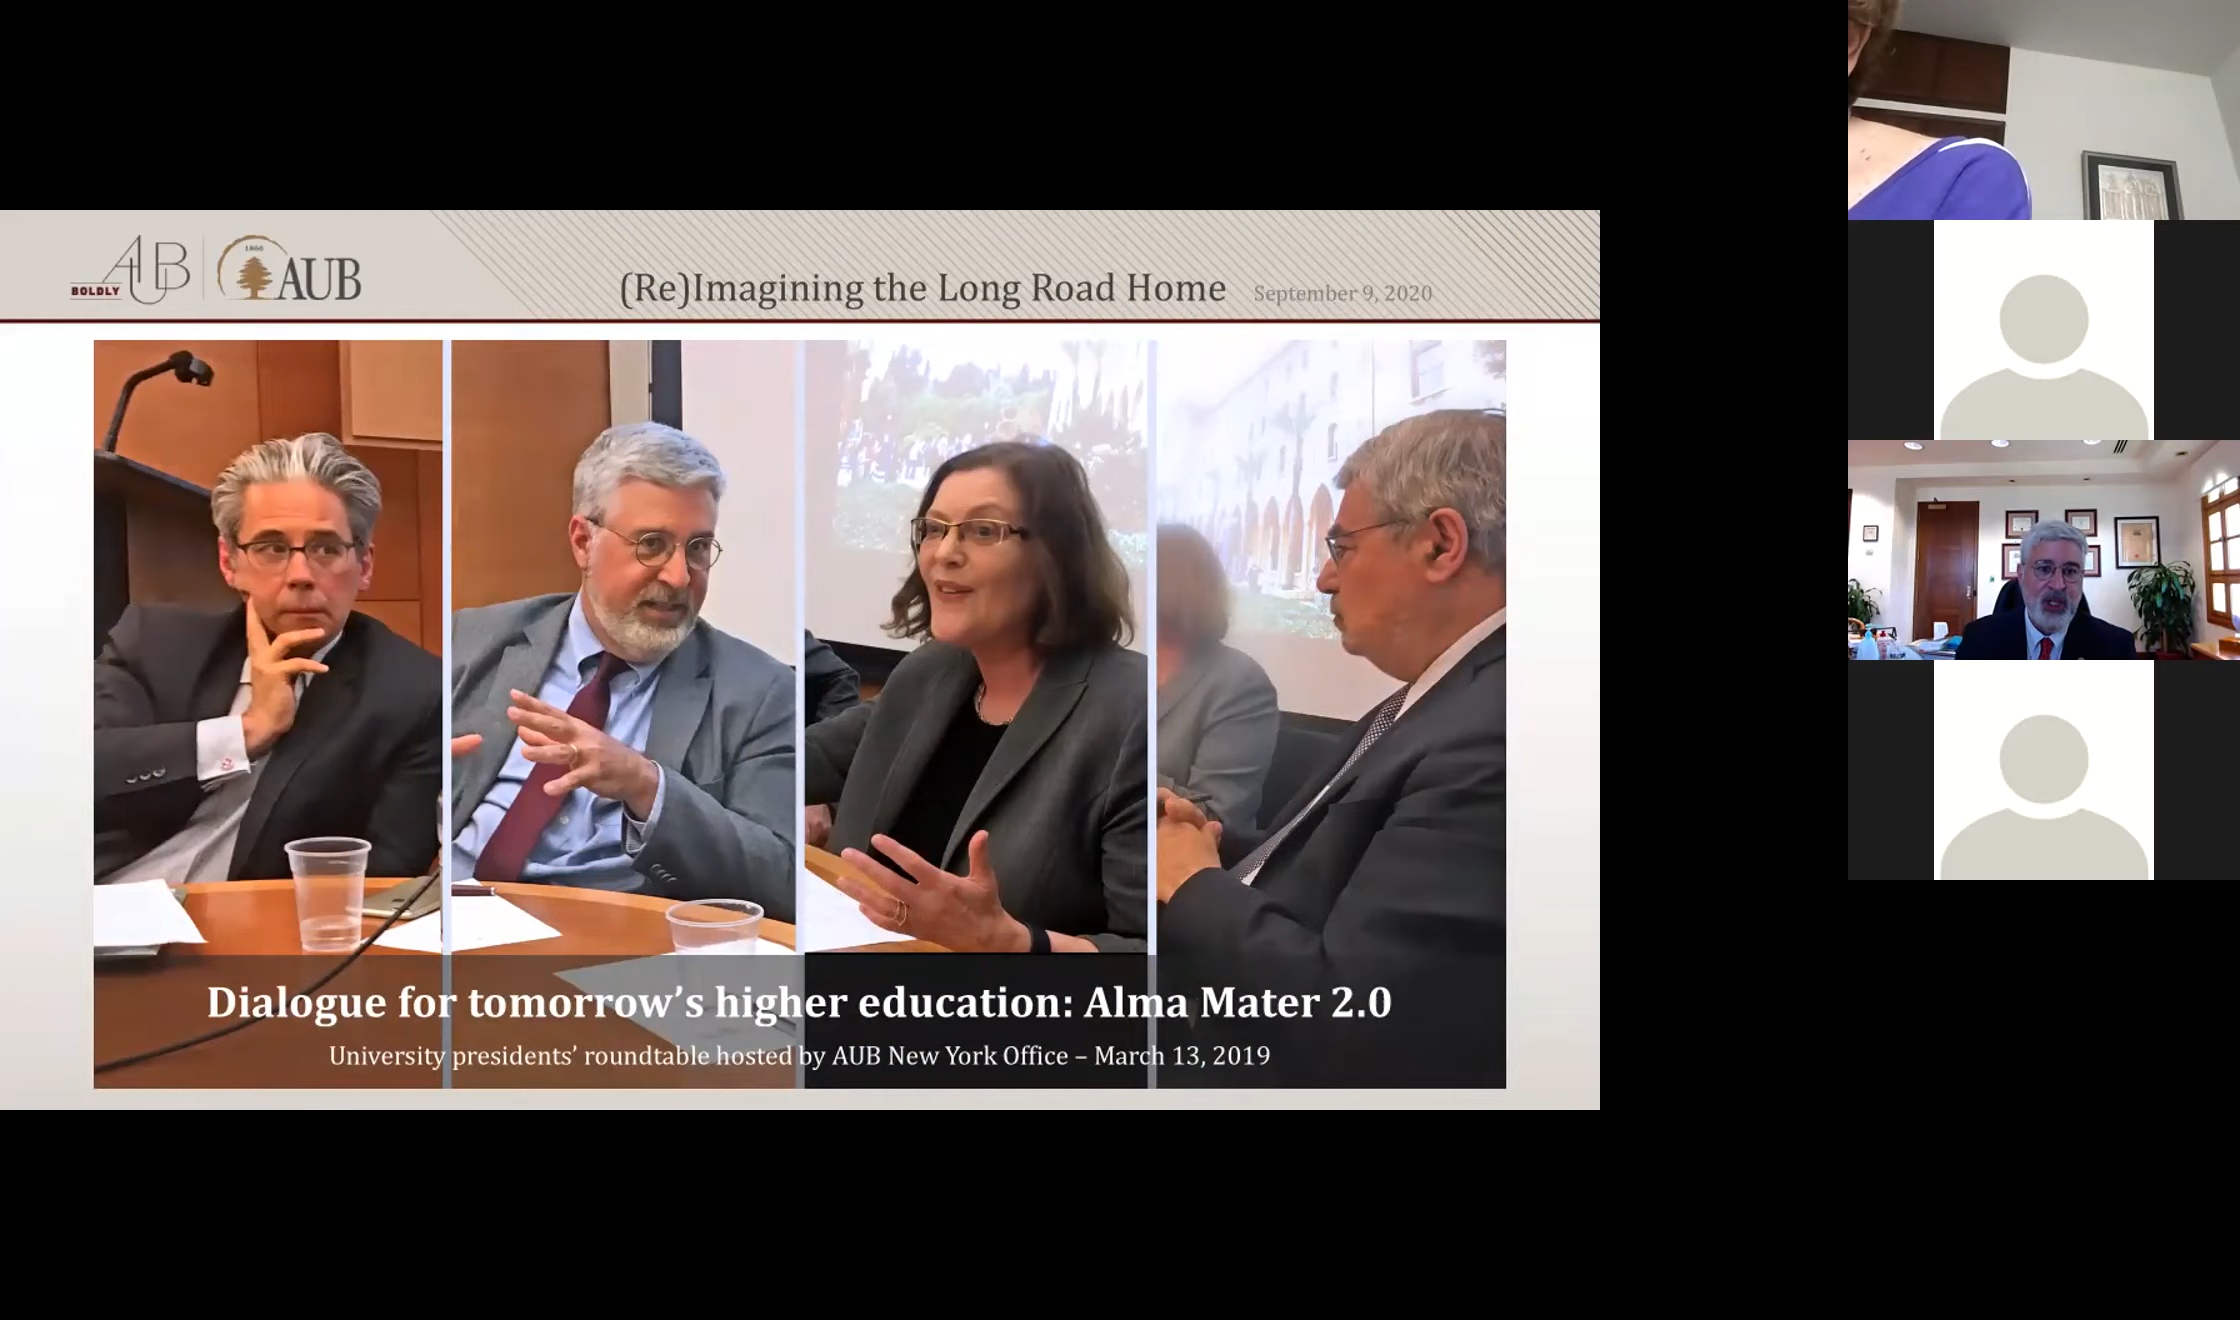 AUB
BOLDLY
1866
AUB
(Re)Imagining the Long Road Home September 9, 2020
Dialogue for tomorrow’s higher education: Alma Mater 2.0
University presidents’ roundtable hosted by AUB New York Office – March 13, 2019